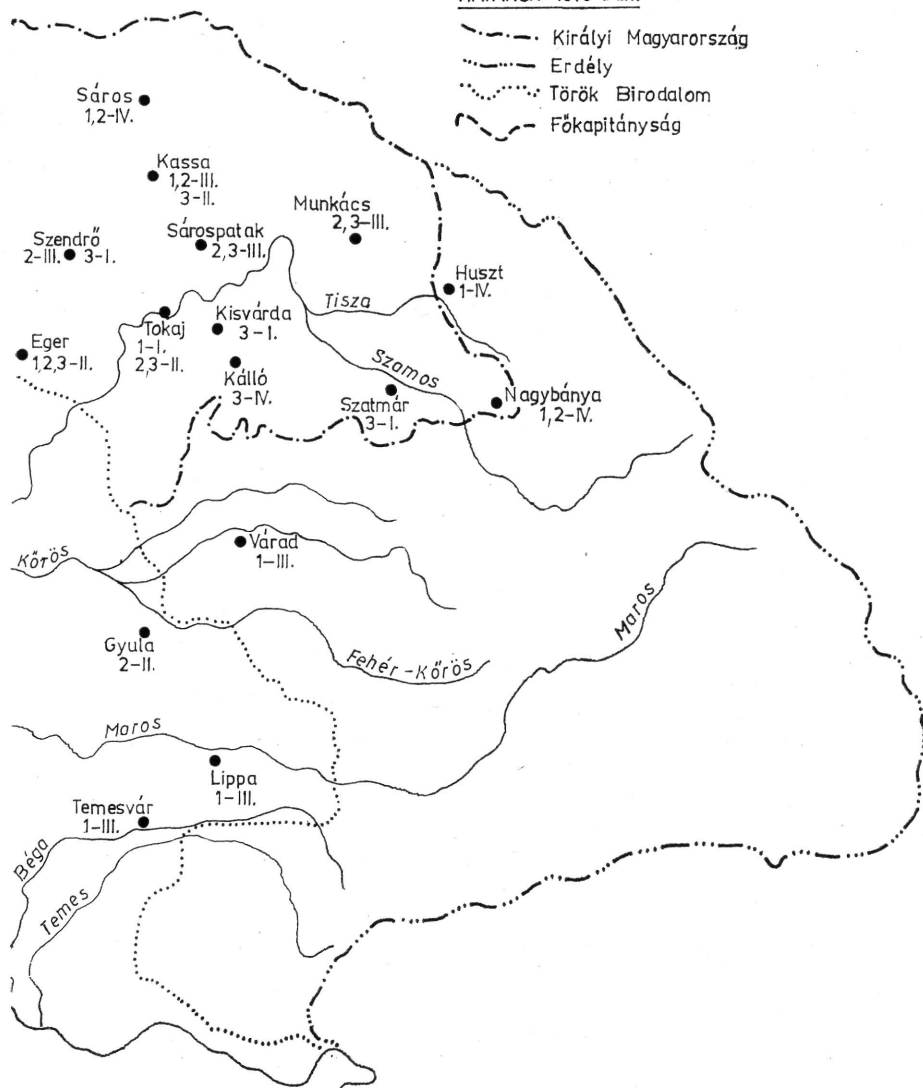 Királyi Magyarország
Erdély
Török Birodalom
Főkapitányság
Sáros
1,2-IV.
Kassa
1,2-III.
3-II.
Munkács
2,3-III.
Sárospatak
2,3-III.
Szendrő
2-III. 3-I.
Huszt
1-IV.
Tisza
Tokaj
1-I.
2,3-II.
Kisvárda
3-I.
Eger
1,2,3-II.
Kálló
3-IV.
Szamos
Szatmár
3-I.
Nagybánya
1,2-IV.
Kőrös
Várad
1-III.
Maros
Gyula
2-II.
Fehér-Kőrös
Maros
Lippa
1-III.
Temesvár
1-III.
Béga
Temes